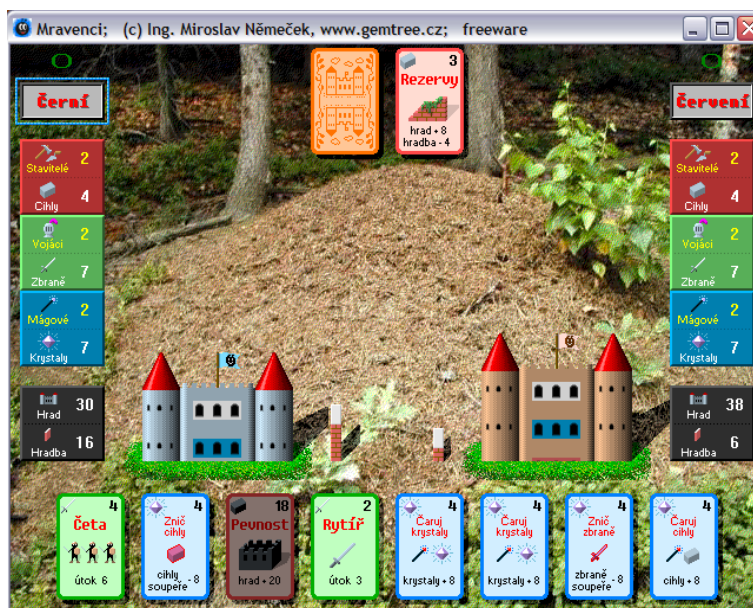 Mravenci; (c) Ing. Miroslav Němeček, www.gemtree.cz; freeware
0
0
3
Rezervy
hrad + 8
hradba - 4
Černí
Stavitelé 2
Cihly 4
Vojáci 2
Zbraně 7
Mágové 2
Krystaly 7
Hrad 30
Hradba 16
Červení
Stavitelé 2
Cihly 4
Vojáci 2
Zbraně 7
Mágové 2
Krystaly 7
Hrad 38
Hradba 6
4
Četa
útok 6
4
Znič
cihly
cihly
soupeře - 8
18
Pevnost
hrad + 20
2
Rytíř
útok 3
4
Čaruj
krystaly
krystaly + 8
4
Čaruj
krystaly
krystaly + 8
4
Znič
zbraně
zbraně
soupeře - 8
4
Čaruj
cihly
cihly + 8